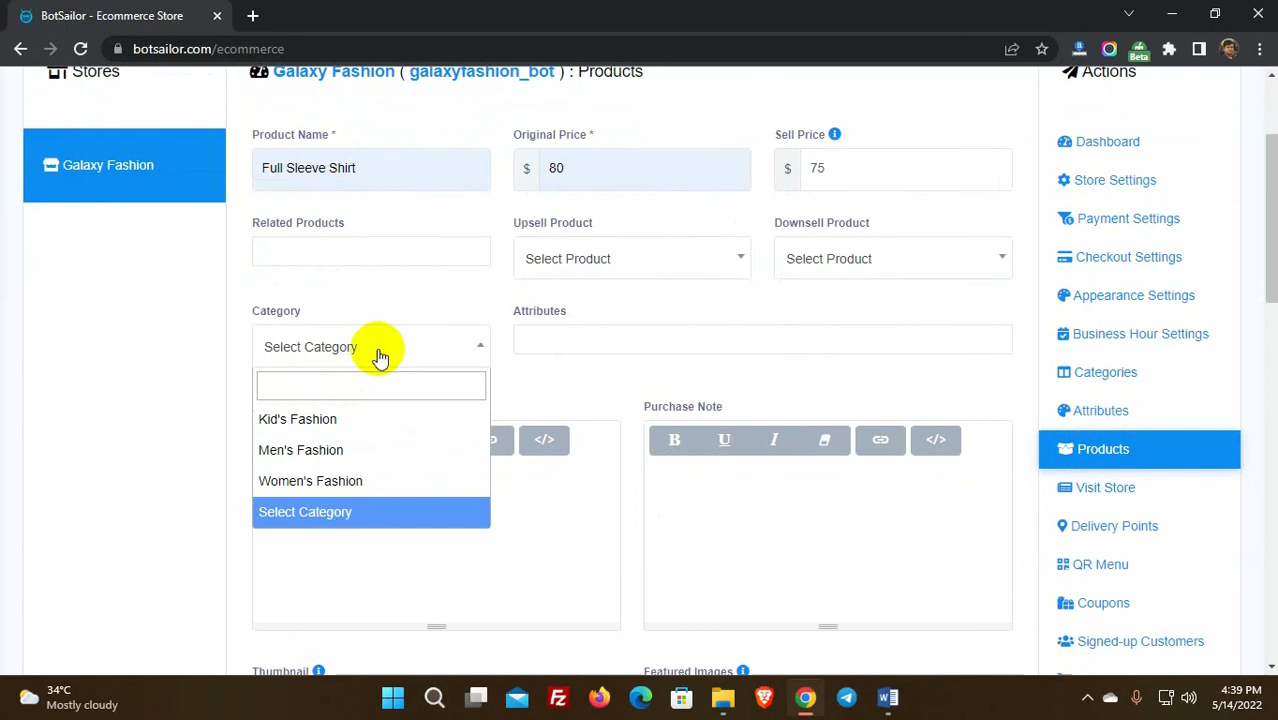 BotSailor - Ecommerce Store
botsailor.com/ecommerce
Beta
Stores
Galaxy Fashion ( galaxyfashion_bot ) : Products
Actions
Galaxy Fashion
Product Name *
Original Price *
Sell Price
Full Sleeve Shirt
$ 80
$ 75
Related Products
Upsell Product
Downsell Product
Select Product
Select Product
Category
Attributes
Select Category
Kid's Fashion
Men's Fashion
Women's Fashion
Select Category
Purchase Note
B U I </>
</>
Thumbnail
Featured Images
Dashboard
Store Settings
Payment Settings
Checkout Settings
Appearance Settings
Business Hour Settings
Categories
Attributes
Products
Visit Store
Delivery Points
QR Menu
Coupons
Signed-up Customers
34°C
Mostly cloudy
4:39 PM
5/14/2022